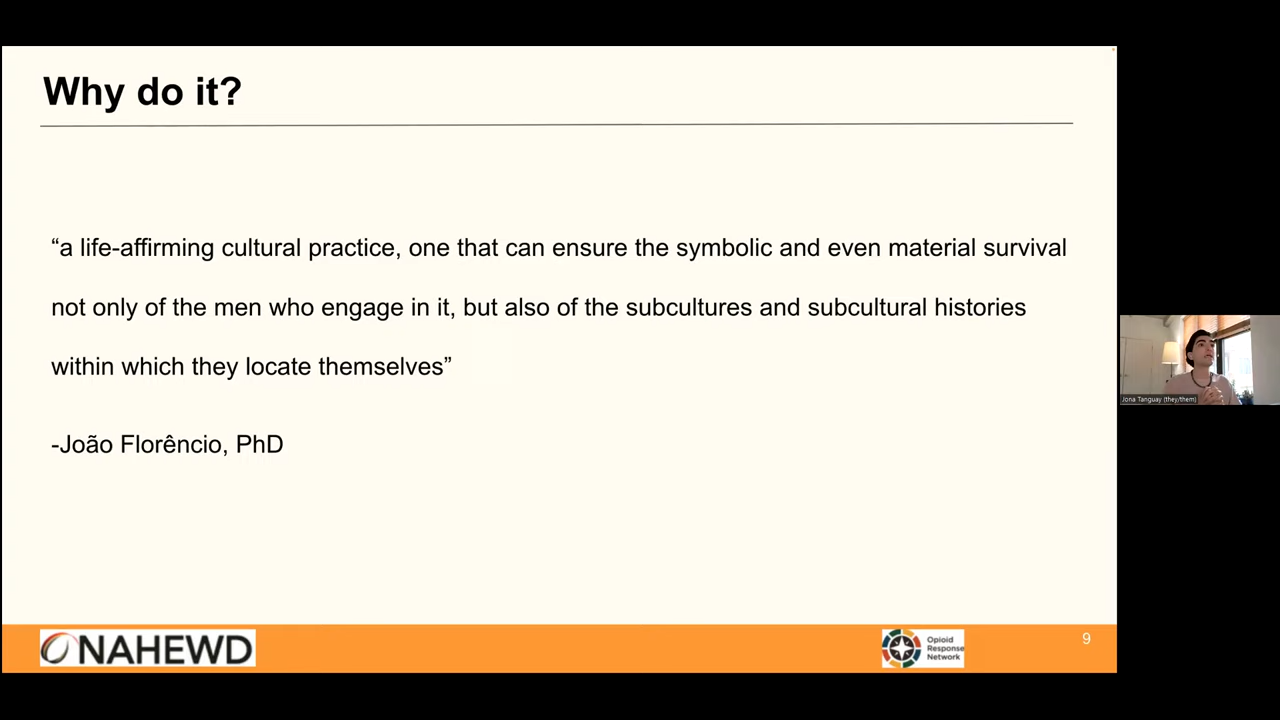 Why do it?
“a life-affirming cultural practice, one that can ensure the symbolic and even material survival
not only of the men who engage in it, but also of the subcultures and subcultural histories
within which they locate themselves”
-João Florêncio, PhD
Jona Tanguay (they/them)
NAHEWD
Opioid
Response
Network
9